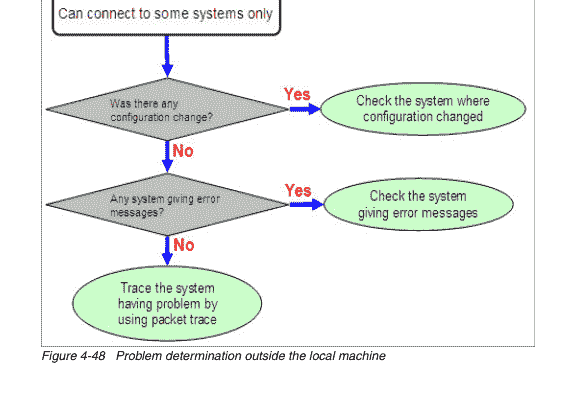 Can connect to some systems only
Was there any
configuration change?
Yes
Check the system where
configuration changed
No
Any system giving error
messages?
Yes
Check the system
giving error messages
No
Trace the system
having problem by
using packet trace
Figure 4-48   Problem determination outside the local machine